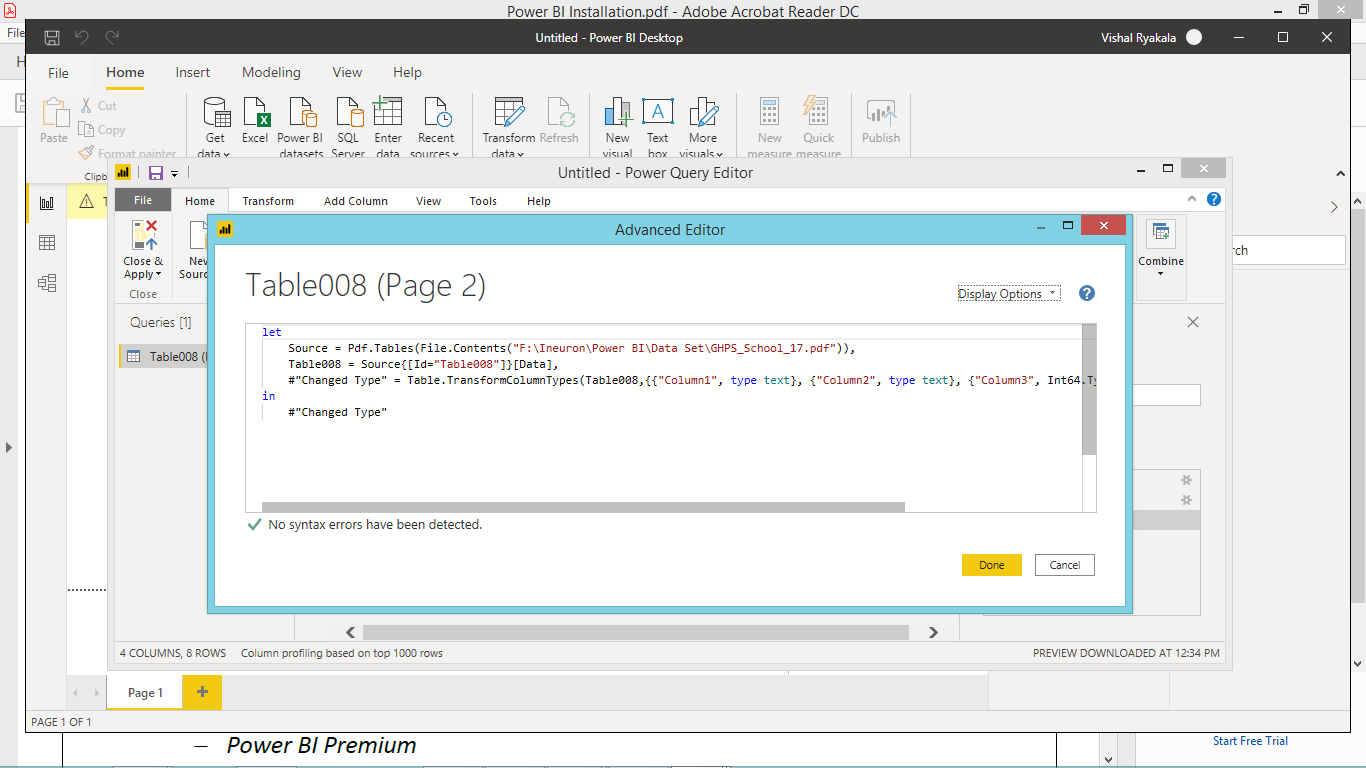 Power BI Installation.pdf - Adobe Acrobat Reader DC
File
Untitled - Power BI Desktop
Vishal Ryakala
File
Home
Insert
Modeling
View
Help
Paste
Cut
Copy
Format painter
Get data
Excel
Power BI datasets
SQL Server
Enter data
Recent sources
Transform data
Refresh
New visual
Text box
More visuals
New measure
Quick measure
Publish
Clipb
Untitled - Power Query Editor
File
Home
Transform
Add Column
View
Tools
Help
Close & Apply
New Sourc
Combine
Close
rch
Queries [1]
Table008 (
Advanced Editor
Table008 (Page 2)
Display Options
let
Source = Pdf.Tables(File.Contents("F:\Ineuron\Power BI\Data Set\GHPS_School_17.pdf")),
Table008 = Source{[Id="Table008"]}[Data],
#"Changed Type" = Table.TransformColumnTypes(Table008,{{"Column1", type text}, {"Column2", type text}, {"Column3", Int64.Ty
in
#"Changed Type"
No syntax errors have been detected.
Done
Cancel
4 COLUMNS, 8 ROWS
Column profiling based on top 1000 rows
PREVIEW DOWNLOADED AT 12:34 PM
Page 1
PAGE 1 OF 1
– Power BI Premium
Start Free Trial